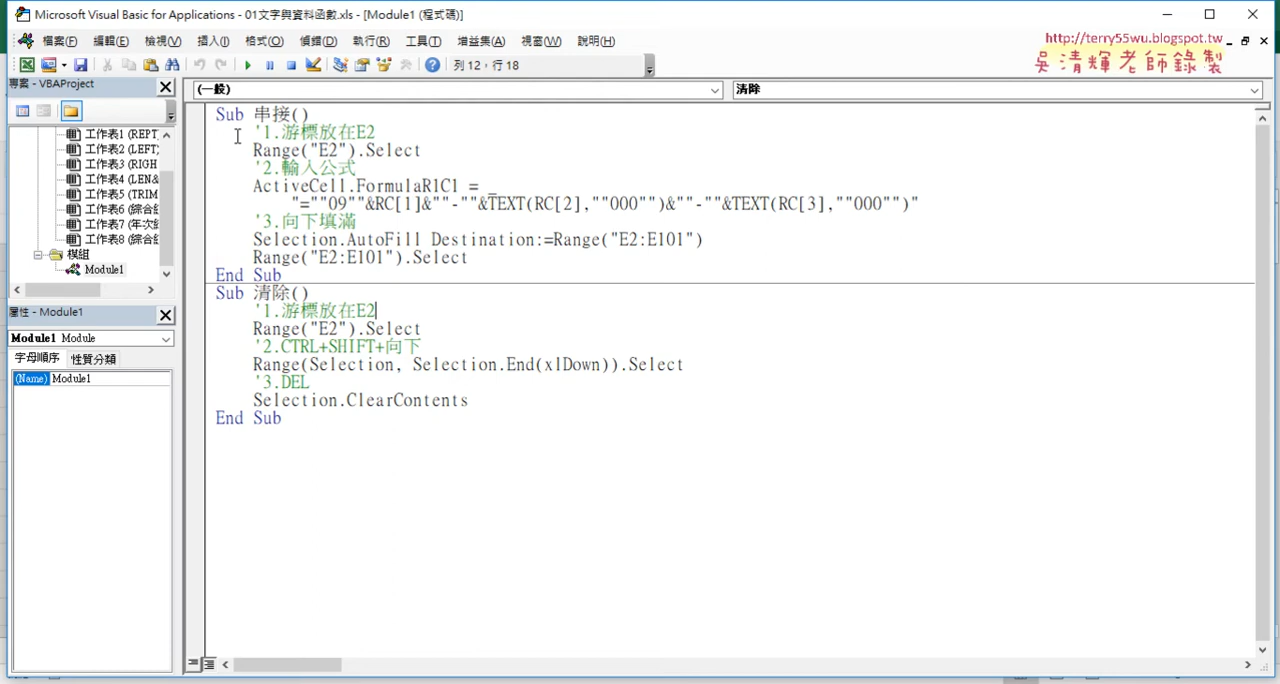 Microsoft Visual Basic for Applications - 01文字與資料函數.xls - [Module1 (程式碼)]
檔案(F) 編輯(E) 檢視(V) 插入(I) 格式(O) 偵錯(D) 執行(R) 工具(T) 增益集(A) 視窗(W) 說明(H)
http://terry55wu.blogspot.tw
吳清輝老師錄製
列 12，行 18
專案 - VBAProject
工作表1 (REPT
工作表2 (LEFT;
工作表3 (RIGH
工作表4 (LEN&
工作表5 (TRIM
工作表6 (綜合
工作表7 (年次
工作表8 (綜合
模組
Module1
屬性 - Module1
Module1 Module
字母順序 性質分類
(Name) Module1
(一般) 清除
Sub 串接()
'1.游標放在E2
Range("E2").Select
'2.輸入公式
ActiveCell.FormulaR1C1 = _
"=""09""&RC[1]&""-""&TEXT(RC[2],""000"")&""-""&TEXT(RC[3],""000"")"
'3.向下填滿
Selection.AutoFill Destination:=Range("E2:E101")
Range("E2:E101").Select
End Sub
Sub 清除()
'1.游標放在E2
Range("E2").Select
'2.CTRL+SHIFT+向下
Range(Selection, Selection.End(xlDown)).Select
'3.DEL
Selection.ClearContents
End Sub